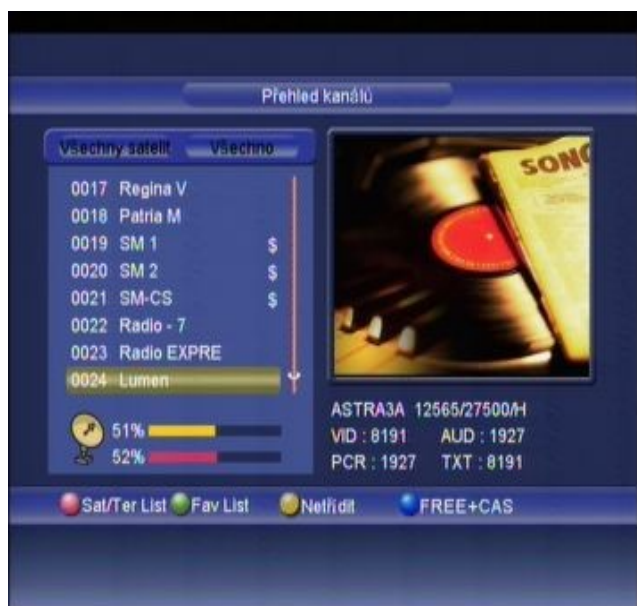 Přehled kanálů
Všechny satelit Všechno
0017 Regina V
0018 Patria M
0019 SM 1 $
0020 SM 2 $
0021 SM-CS $
0022 Radio - 7
0023 Radio EXPRE
0024 Lumen
51%
52%
SONG
ASTRA3A 12565/27500/H
VID : 8191 AUD : 1927
PCR : 1927 TXT : 8191
Sat/Ter List Fav List Netřídit FREE+CAS